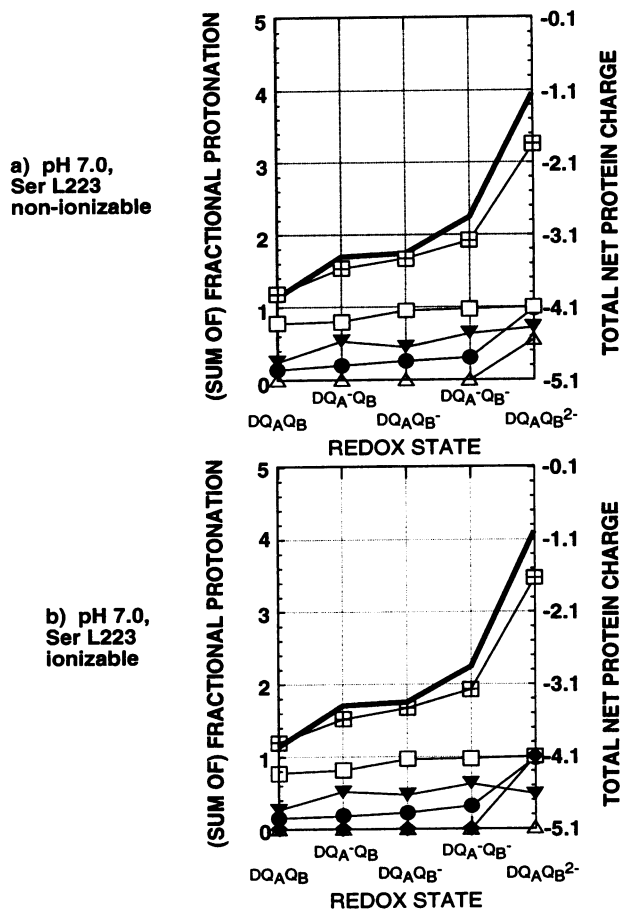 a) pH 7.0,
Ser L223
non-ionizable
(SUM OF) FRACTIONAL PROTONATION
5
4
3
2
1
0
-0.1
-1.1
-2.1
-3.1
-4.1
-5.1
TOTAL NET PROTEIN CHARGE
DQAQB
DQA-QB
DQAQB-
DQA-QB-
DQAQB2-
REDOX STATE
b) pH 7.0,
Ser L223
ionizable
(SUM OF) FRACTIONAL PROTONATION
5
4
3
2
1
0
-0.1
-1.1
-2.1
-3.1
-4.1
-5.1
TOTAL NET PROTEIN CHARGE
DQAQB
DQA-QB
DQAQB-
DQA-QB-
DQAQB2-
REDOX STATE